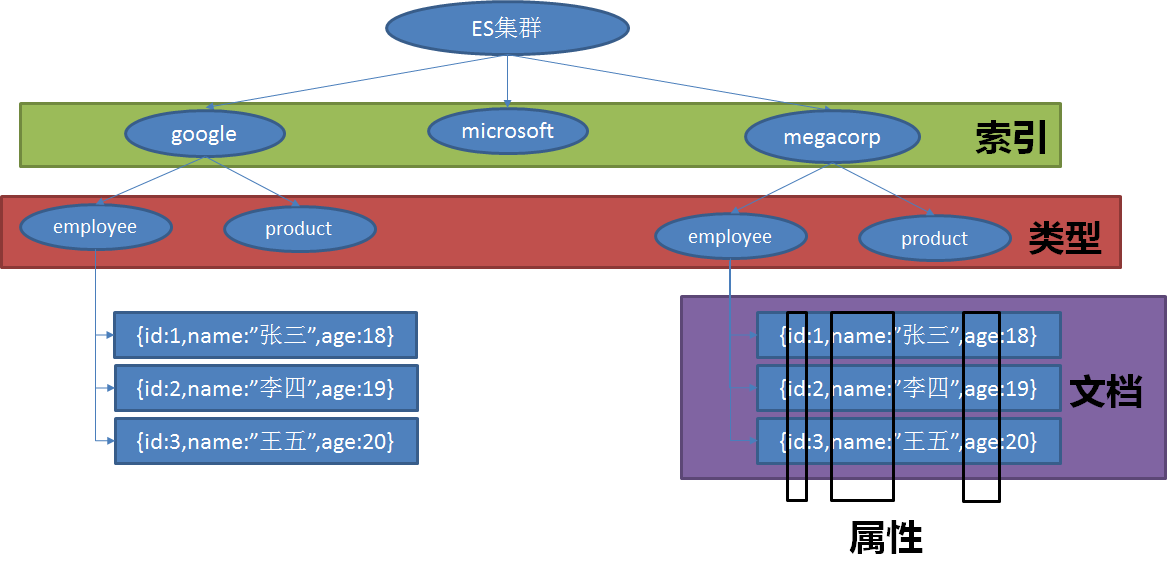 ES集群
google
microsoft
megacorp
索引
employee
product
employee
product
类型
{id:1,name:”张三”,age:18}
{id:2,name:”李四”,age:19}
{id:3,name:”王五”,age:20}
{id:1,name:”张三”,age:18}
{id:2,name:”李四”,age:19}
{id:3,name:”王五”,age:20}
文档
属性